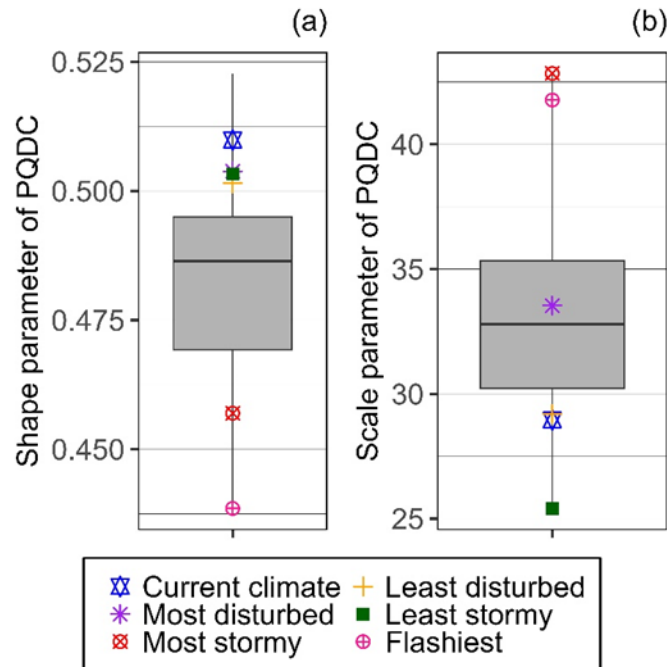 (a)
(b)
Shape parameter of PQDC
0.525
0.500
0.475
0.450
Scale parameter of PQDC
40
35
30
25
Current climate
Least disturbed
Most disturbed
Least stormy
Most stormy
Flashiest